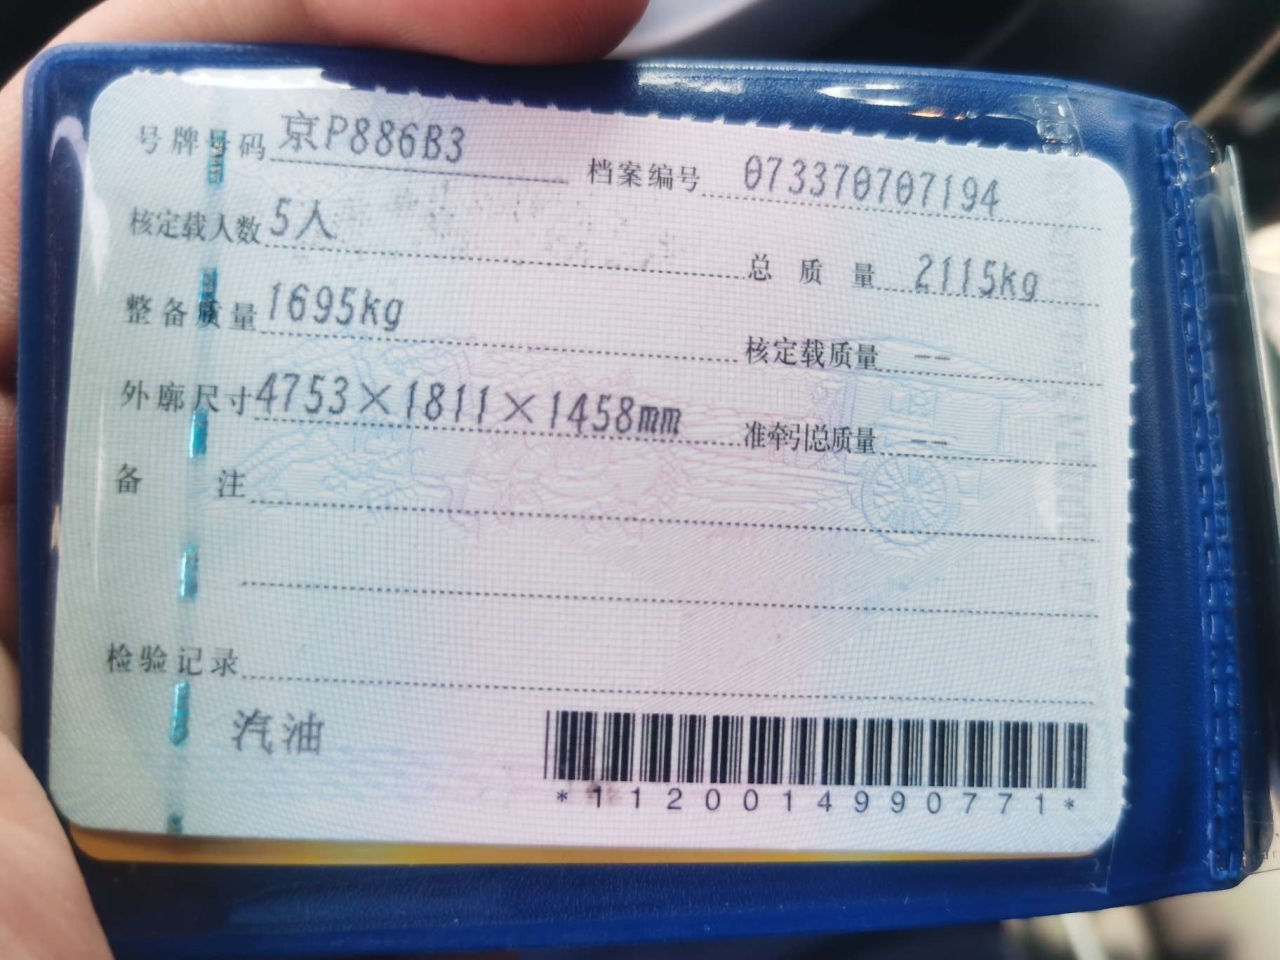 号牌号码 京P886B3 档案编号 073370707194
核定载人数 5人 总质量 2115kg
整备质量 1695kg 核定载质量 --
外廓尺寸 4753×1811×1458mm 准牵引总质量 --
备注
检验记录
汽油
*1120014990771*